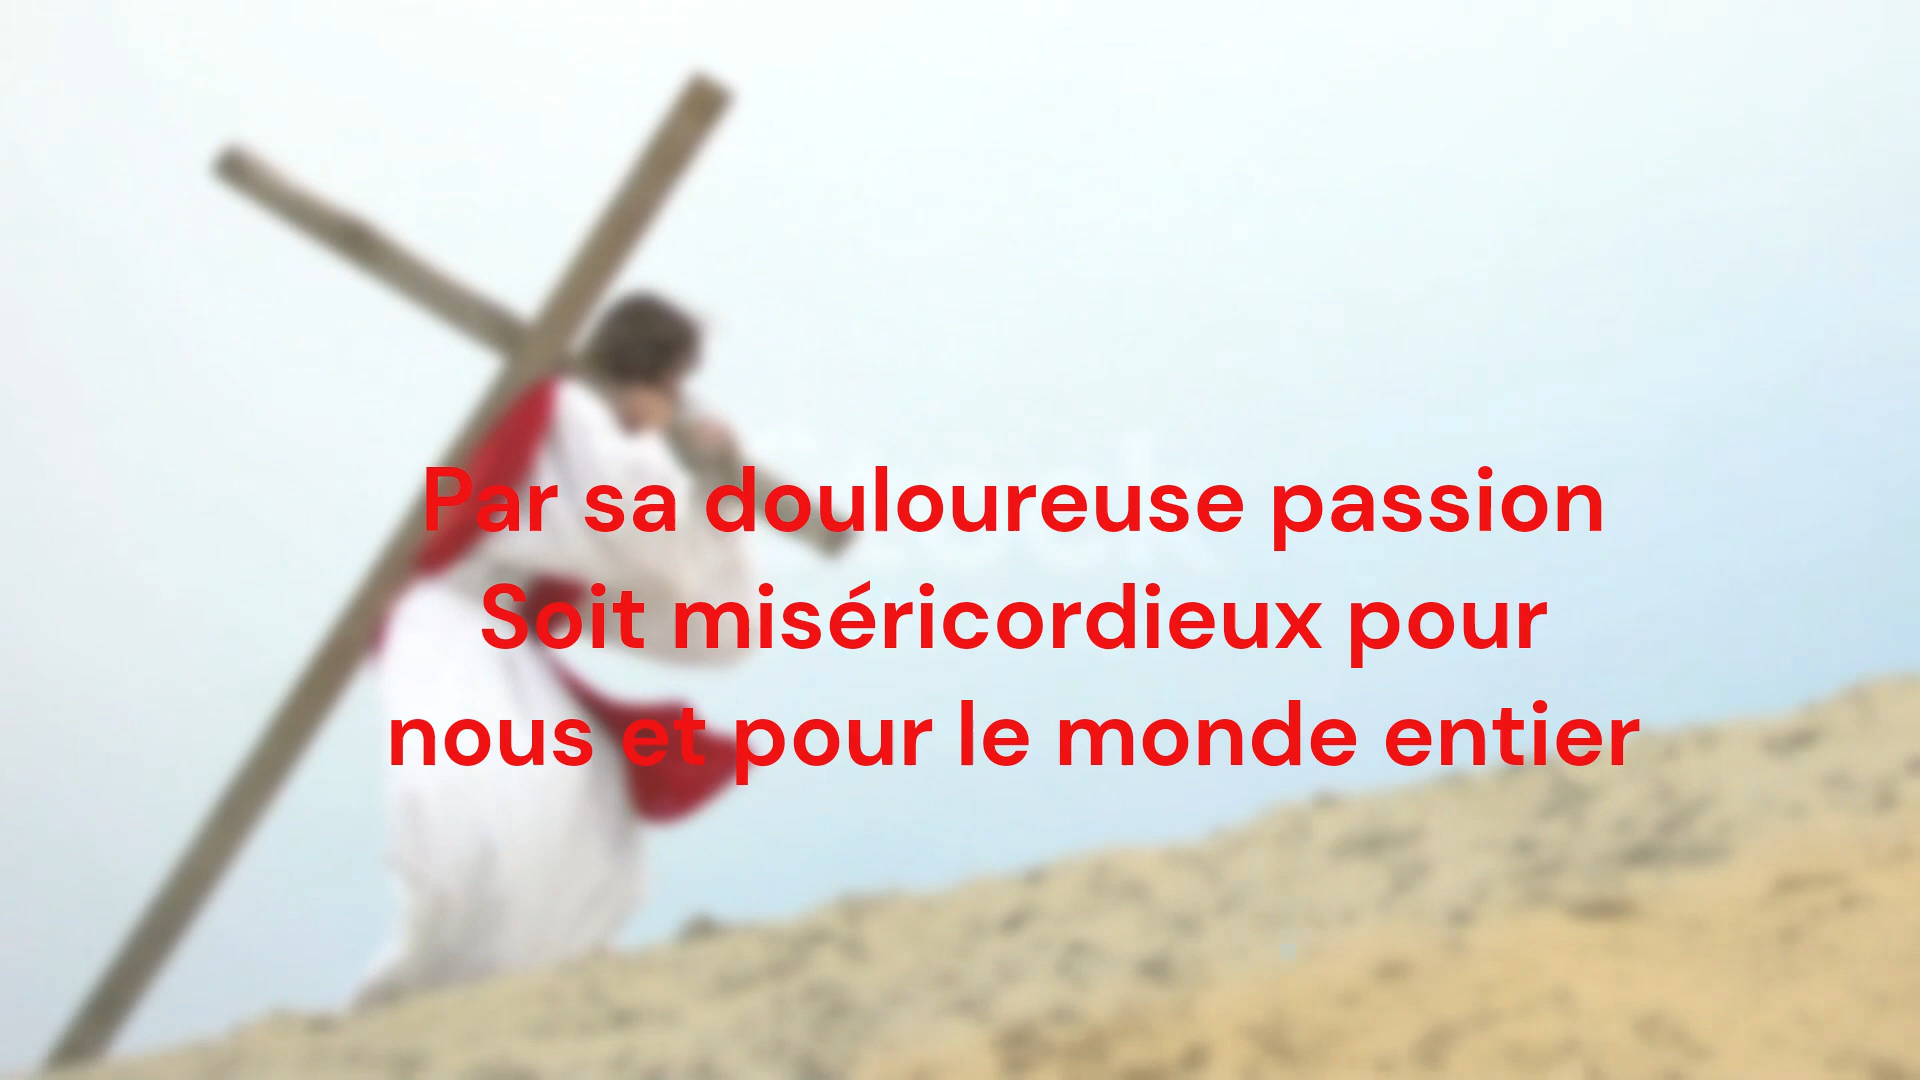 Par sa douloureuse passion
Soit miséricordieux pour
nous et pour le monde entier